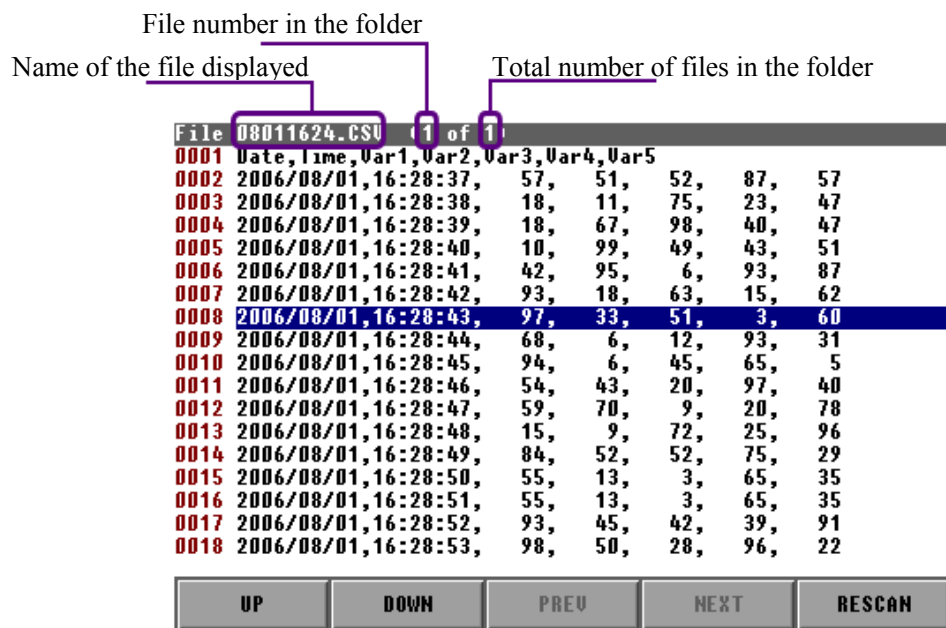 File number in the folder
Name of the file displayed
Total number of files in the folder
File 08011624.CSV (1 of 1)
0001 Date,Time,Var1,Var2,Var3,Var4,Var5
0002 2006/08/01,16:28:37, 57, 51, 52, 87, 57
0003 2006/08/01,16:28:38, 18, 11, 75, 23, 47
0004 2006/08/01,16:28:39, 18, 67, 98, 40, 47
0005 2006/08/01,16:28:40, 10, 99, 49, 43, 51
0006 2006/08/01,16:28:41, 42, 95, 6, 93, 87
0007 2006/08/01,16:28:42, 93, 18, 63, 15, 62
0008 2006/08/01,16:28:43, 97, 33, 51, 3, 60
0009 2006/08/01,16:28:44, 68, 6, 12, 93, 31
0010 2006/08/01,16:28:45, 94, 6, 45, 65, 5
0011 2006/08/01,16:28:46, 54, 43, 20, 97, 40
0012 2006/08/01,16:28:47, 59, 70, 9, 20, 78
0013 2006/08/01,16:28:48, 15, 9, 72, 25, 96
0014 2006/08/01,16:28:49, 84, 52, 52, 75, 29
0015 2006/08/01,16:28:50, 55, 13, 3, 65, 35
0016 2006/08/01,16:28:51, 55, 13, 3, 65, 35
0017 2006/08/01,16:28:52, 93, 45, 42, 39, 91
0018 2006/08/01,16:28:53, 98, 50, 28, 96, 22
UP DOWN PREV NEXT RESCAN